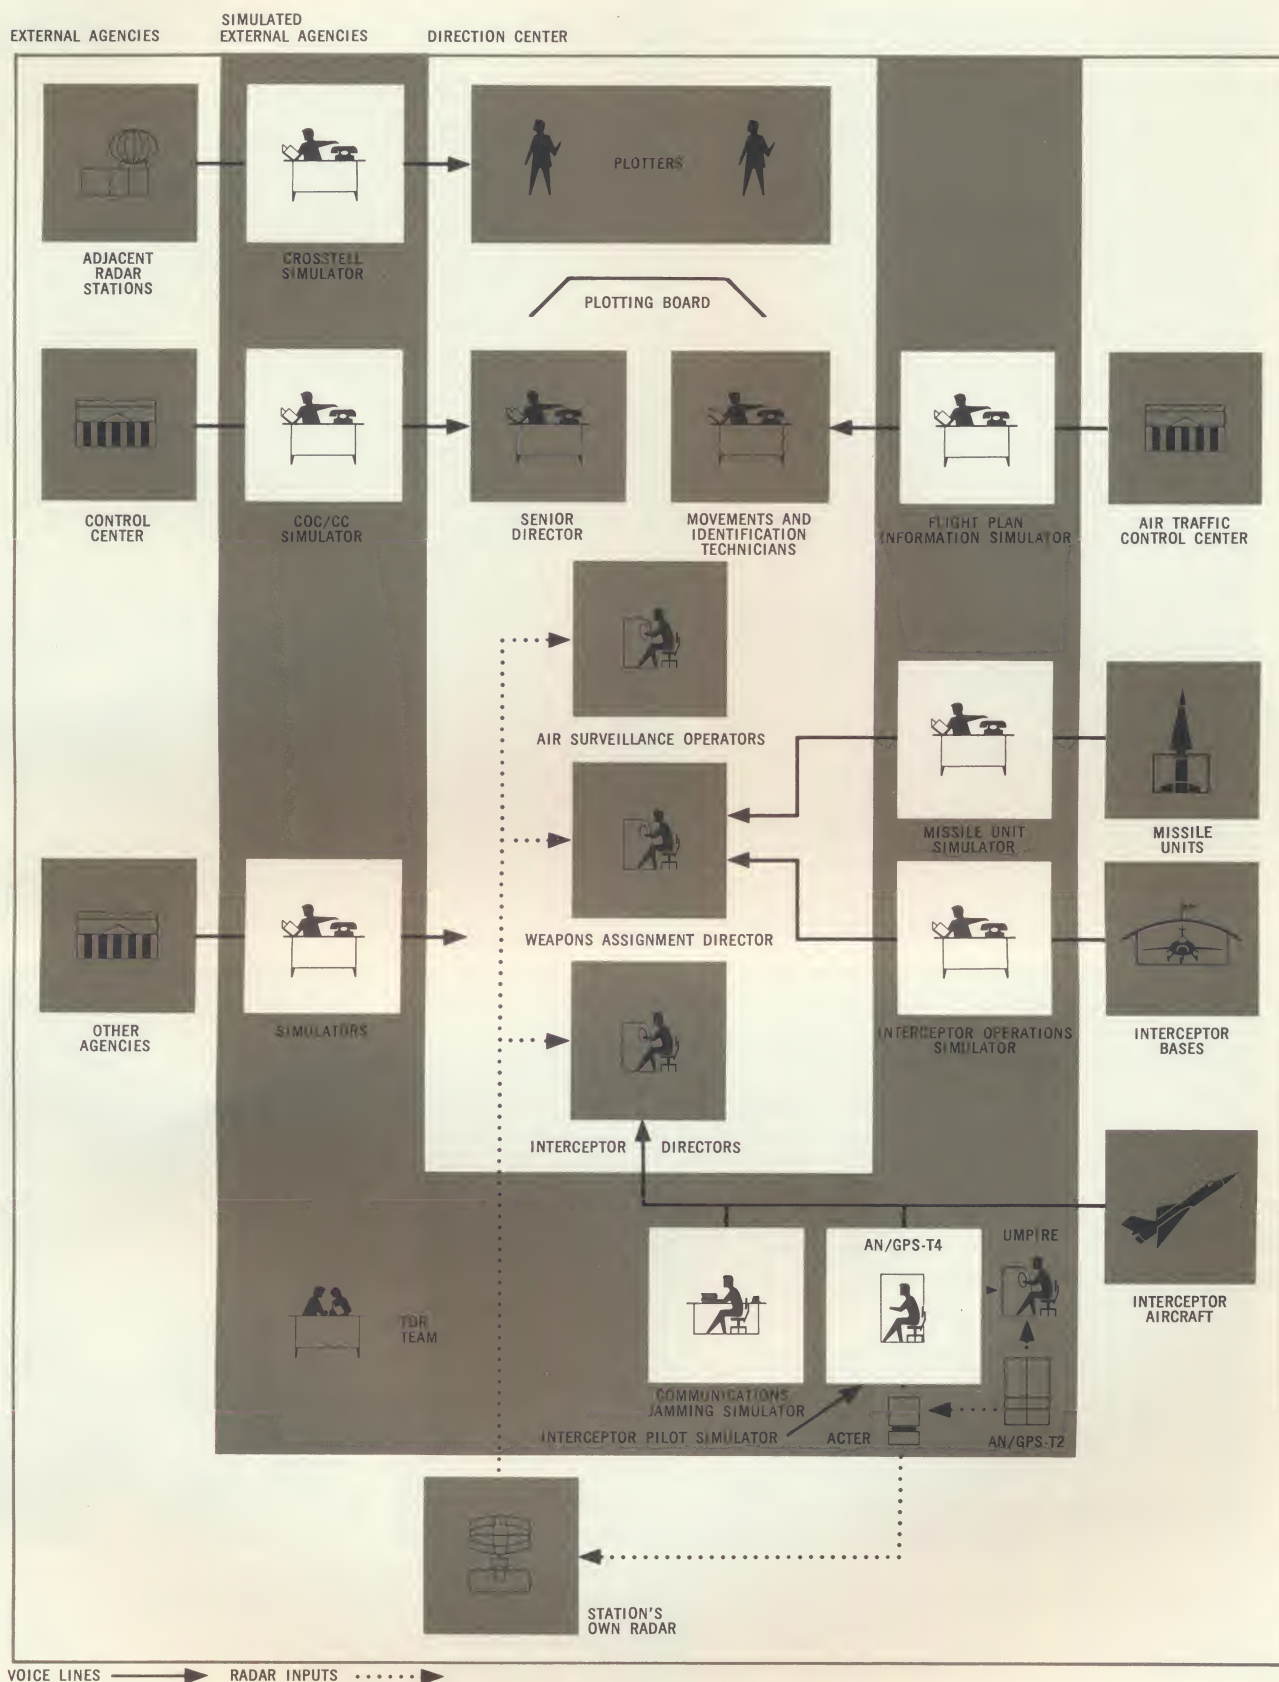 EXTERNAL AGENCIES
SIMULATED
EXTERNAL AGENCIES
DIRECTION CENTER
PLOTTERS
ADJACENT
RADAR
STATIONS
CROSSTELL
SIMULATOR
PLOTTING BOARD
CONTROL
CENTER
COC/CC
SIMULATOR
SENIOR
DIRECTOR
MOVEMENTS AND
IDENTIFICATION
TECHNICIANS
FLIGHT PLAN
INFORMATION SIMULATOR
AIR TRAFFIC
CONTROL CENTER
AIR SURVEILLANCE OPERATORS
MISSILE UNIT
SIMULATOR
MISSILE
UNITS
WEAPONS ASSIGNMENT DIRECTOR
OTHER
AGENCIES
SIMULATORS
INTERCEPTOR OPERATIONS
SIMULATOR
INTERCEPTOR
BASES
INTERCEPTOR DIRECTORS
AN/GPS-T4
UMPIRE
INTERCEPTOR
AIRCRAFT
TDR
TEAM
COMMUNICATIONS
JAMMING SIMULATOR
INTERCEPTOR PILOT SIMULATOR
ACTER
AN/GPS-T2
STATION'S
OWN RADAR
VOICE LINES
RADAR INPUTS